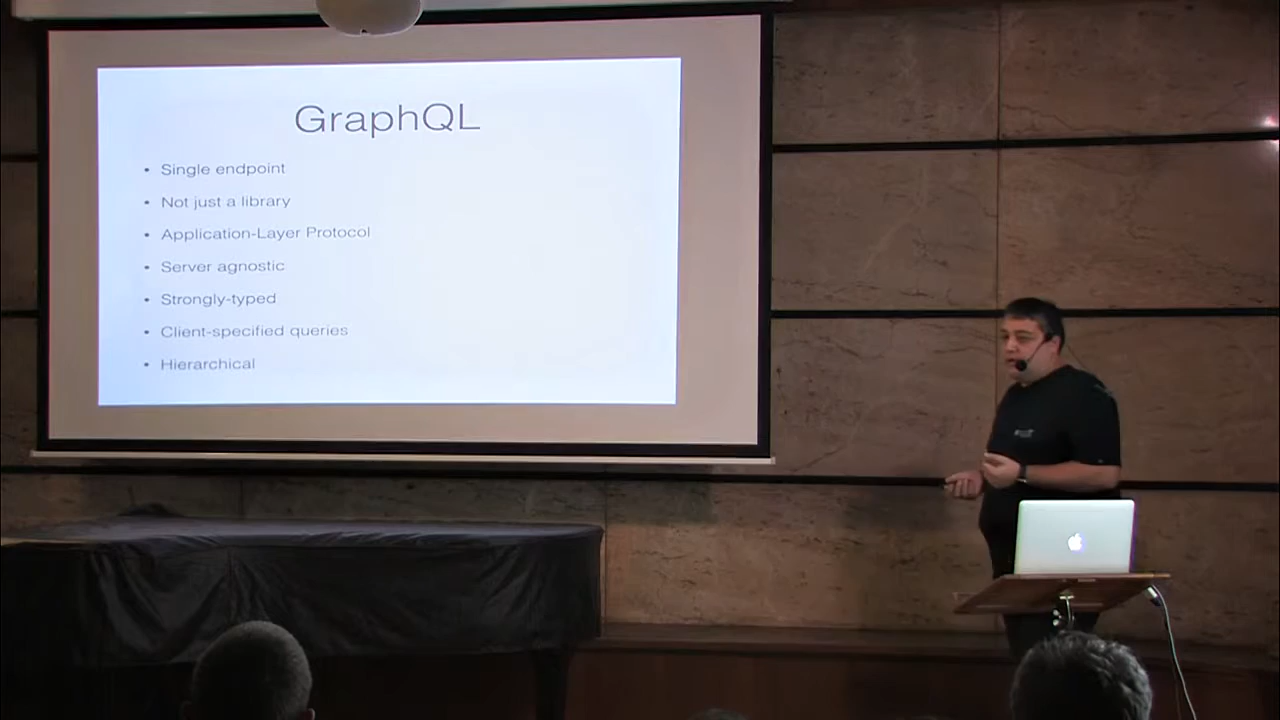 GraphQL
• Single endpoint
• Not just a library
• Application-Layer Protocol
• Server agnostic
• Strongly-typed
• Client-specified queries
• Hierarchical